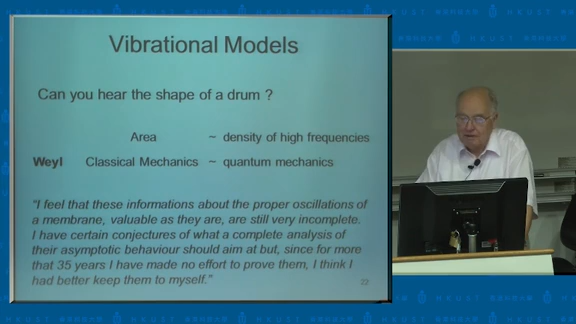 Vibrational Models
Can you hear the shape of a drum ?
Area ~ density of high frequencies
Weyl Classical Mechanics ~ quantum mechanics
"I feel that these informations about the proper oscillations of
a membrane, valuable as they are, are still very incomplete.
I have certain conjectures of what a complete analysis of
their asymptotic behaviour should aim at but, since for more
that 35 years I have made no effort to prove them, I think I
had better keep them to myself."